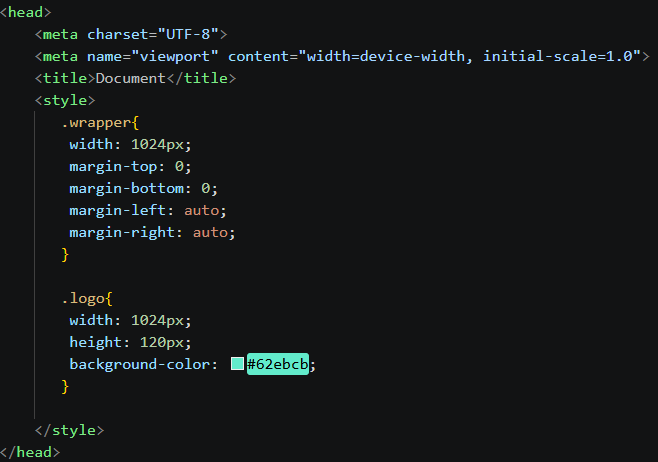 <head>
<meta charset="UTF-8">
<meta name="viewport" content="width=device-width, initial-scale=1.0">
<title>Document</title>
<style>
.wrapper{
width: 1024px;
margin-top: 0;
margin-bottom: 0;
margin-left: auto;
margin-right: auto;
}
.logo{
width: 1024px;
height: 120px;
background-color: #62ebcb;
}
</style>
</head>